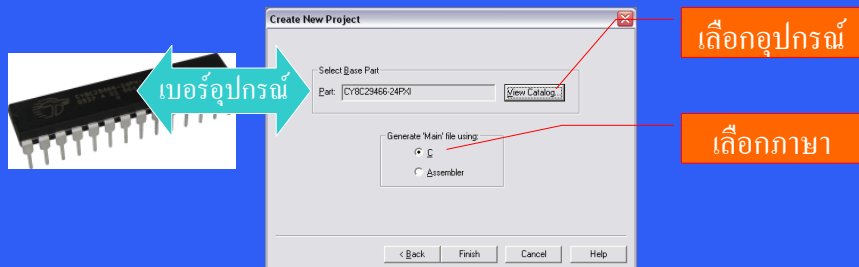 Create New Project
เลือกอุปกรณ์
เบอร์อุปกรณ์
Select Base Part
Part: CY8C29466-24PXI View Catalog...
Generate 'Main' file using:
C
Assembler
เลือกภาษา
< Back Finish Cancel Help